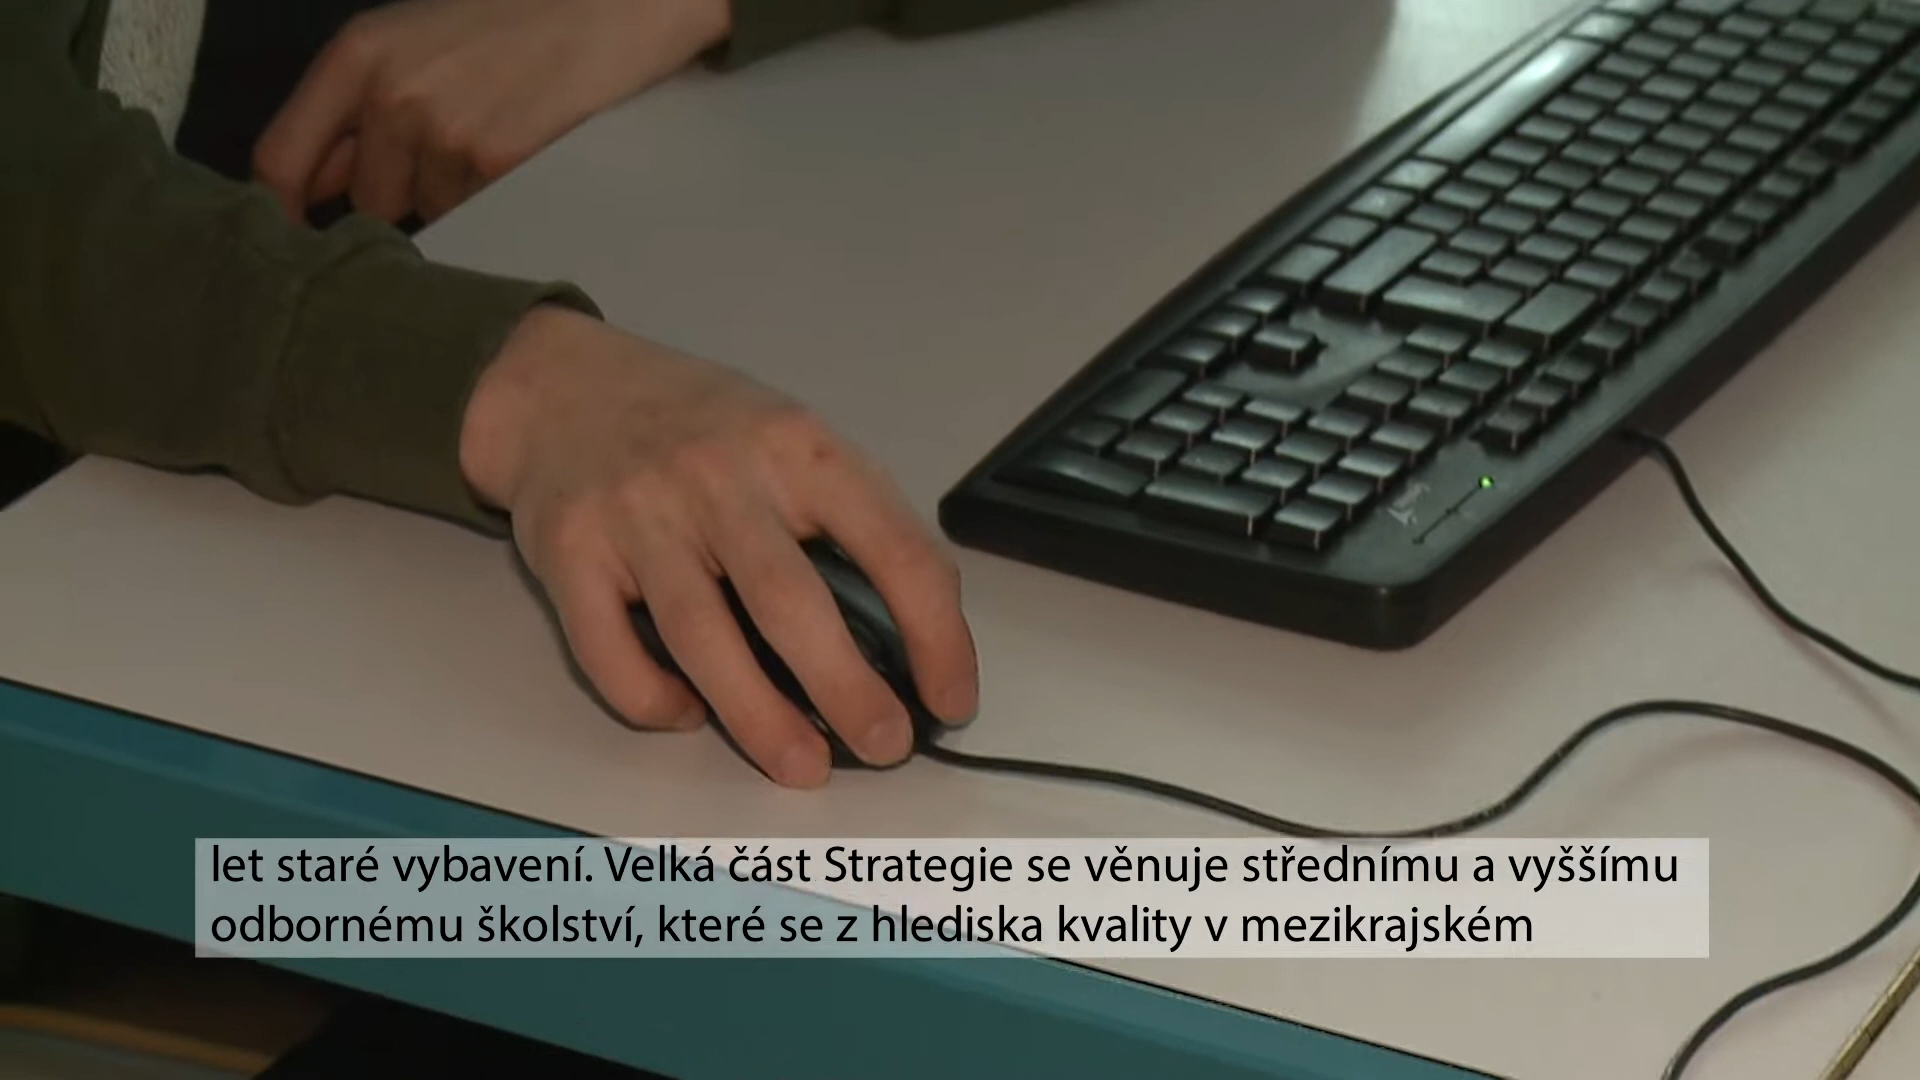 let staré vybavení. Velká část Strategie se věnuje střednímu a vyššímu
odbornému školství, které se z hlediska kvality v mezikrajském